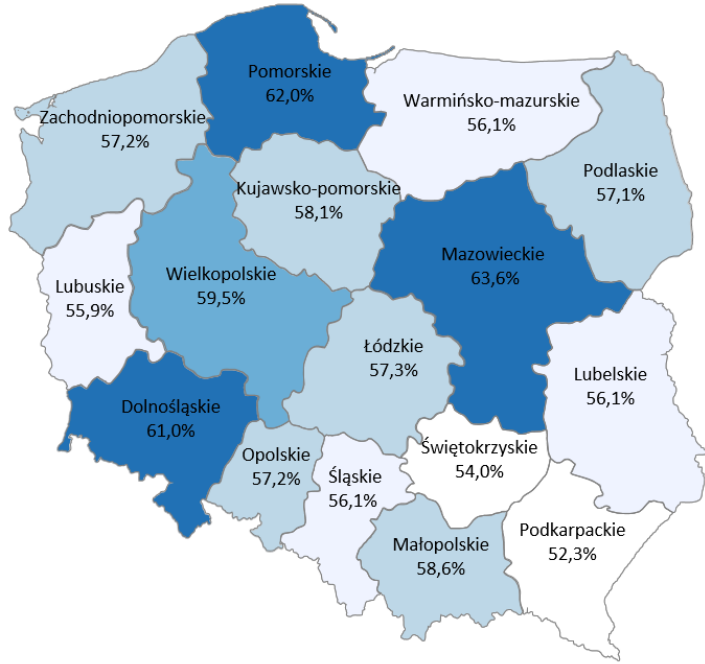 Pomorskie
62,0%
Warmińsko-mazurskie
56,1%
Zachodniopomorskie
57,2%
Podlaskie
57,1%
Kujawsko-pomorskie
58,1%
Mazowieckie
63,6%
Wielkopolskie
59,5%
Lubuskie
55,9%
Łódzkie
57,3%
Lubelskie
56,1%
Dolnośląskie
61,0%
Świętokrzyskie
54,0%
Opolskie
57,2%
Śląskie
56,1%
Podkarpackie
52,3%
Małopolskie
58,6%